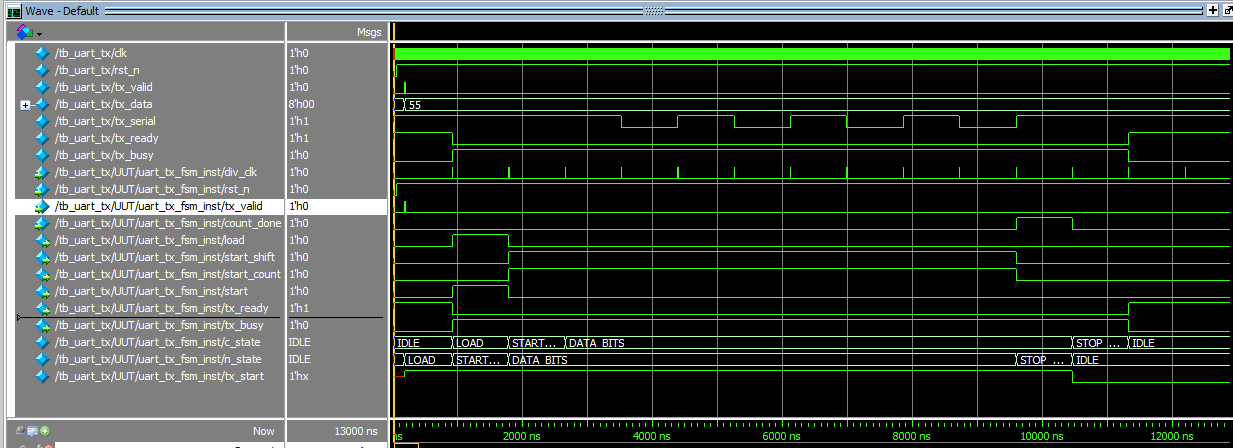 Wave - Default
Msgs
/tb_uart_tx/clk 1'h0
/tb_uart_tx/rst_n 1'h0
/tb_uart_tx/tx_valid 1'h0
/tb_uart_tx/tx_data 8'h00 55
/tb_uart_tx/tx_serial 1'h1
/tb_uart_tx/tx_ready 1'h1
/tb_uart_tx/tx_busy 1'h0
/tb_uart_tx/UUT/uart_tx_fsm_inst/div_clk 1'h0
/tb_uart_tx/UUT/uart_tx_fsm_inst/rst_n 1'h0
/tb_uart_tx/UUT/uart_tx_fsm_inst/tx_valid 1'h0
/tb_uart_tx/UUT/uart_tx_fsm_inst/count_done 1'h0
/tb_uart_tx/UUT/uart_tx_fsm_inst/load 1'h0
/tb_uart_tx/UUT/uart_tx_fsm_inst/start_shift 1'h0
/tb_uart_tx/UUT/uart_tx_fsm_inst/start_count 1'h0
/tb_uart_tx/UUT/uart_tx_fsm_inst/start 1'h0
/tb_uart_tx/UUT/uart_tx_fsm_inst/tx_ready 1'h1
/tb_uart_tx/UUT/uart_tx_fsm_inst/tx_busy 1'h0
/tb_uart_tx/UUT/uart_tx_fsm_inst/c_state IDLE IDLE LOAD START... DATA BITS STOP ... IDLE
/tb_uart_tx/UUT/uart_tx_fsm_inst/n_state IDLE LOAD START... DATA BITS STOP ... IDLE
/tb_uart_tx/UUT/uart_tx_fsm_inst/tx_start 1'hx
Now 13000 ns ns 2000 ns 4000 ns 6000 ns 8000 ns 10000 ns 12000 ns